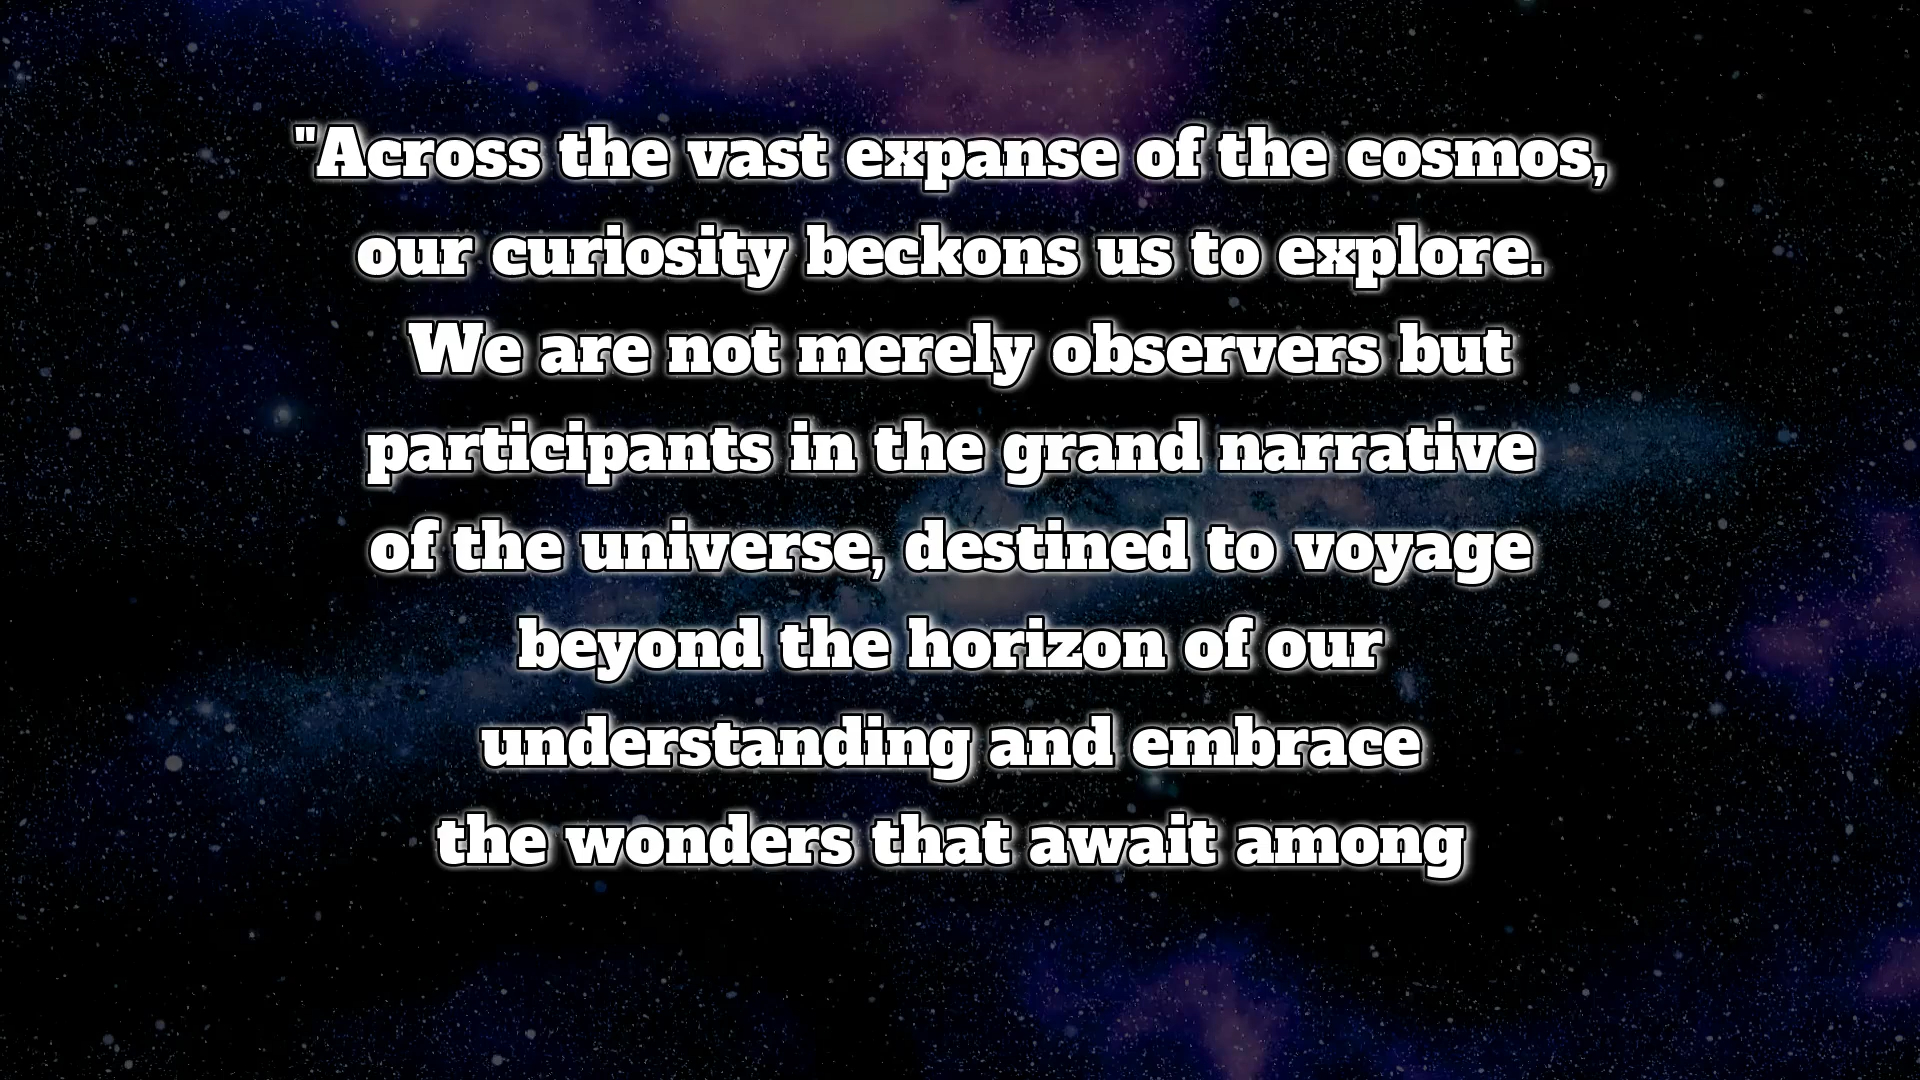 "Across the vast expanse of the cosmos,
our curiosity beckons us to explore.
We are not merely observers but
participants in the grand narrative
of the universe, destined to voyage
beyond the horizon of our
understanding and embrace
the wonders that await among